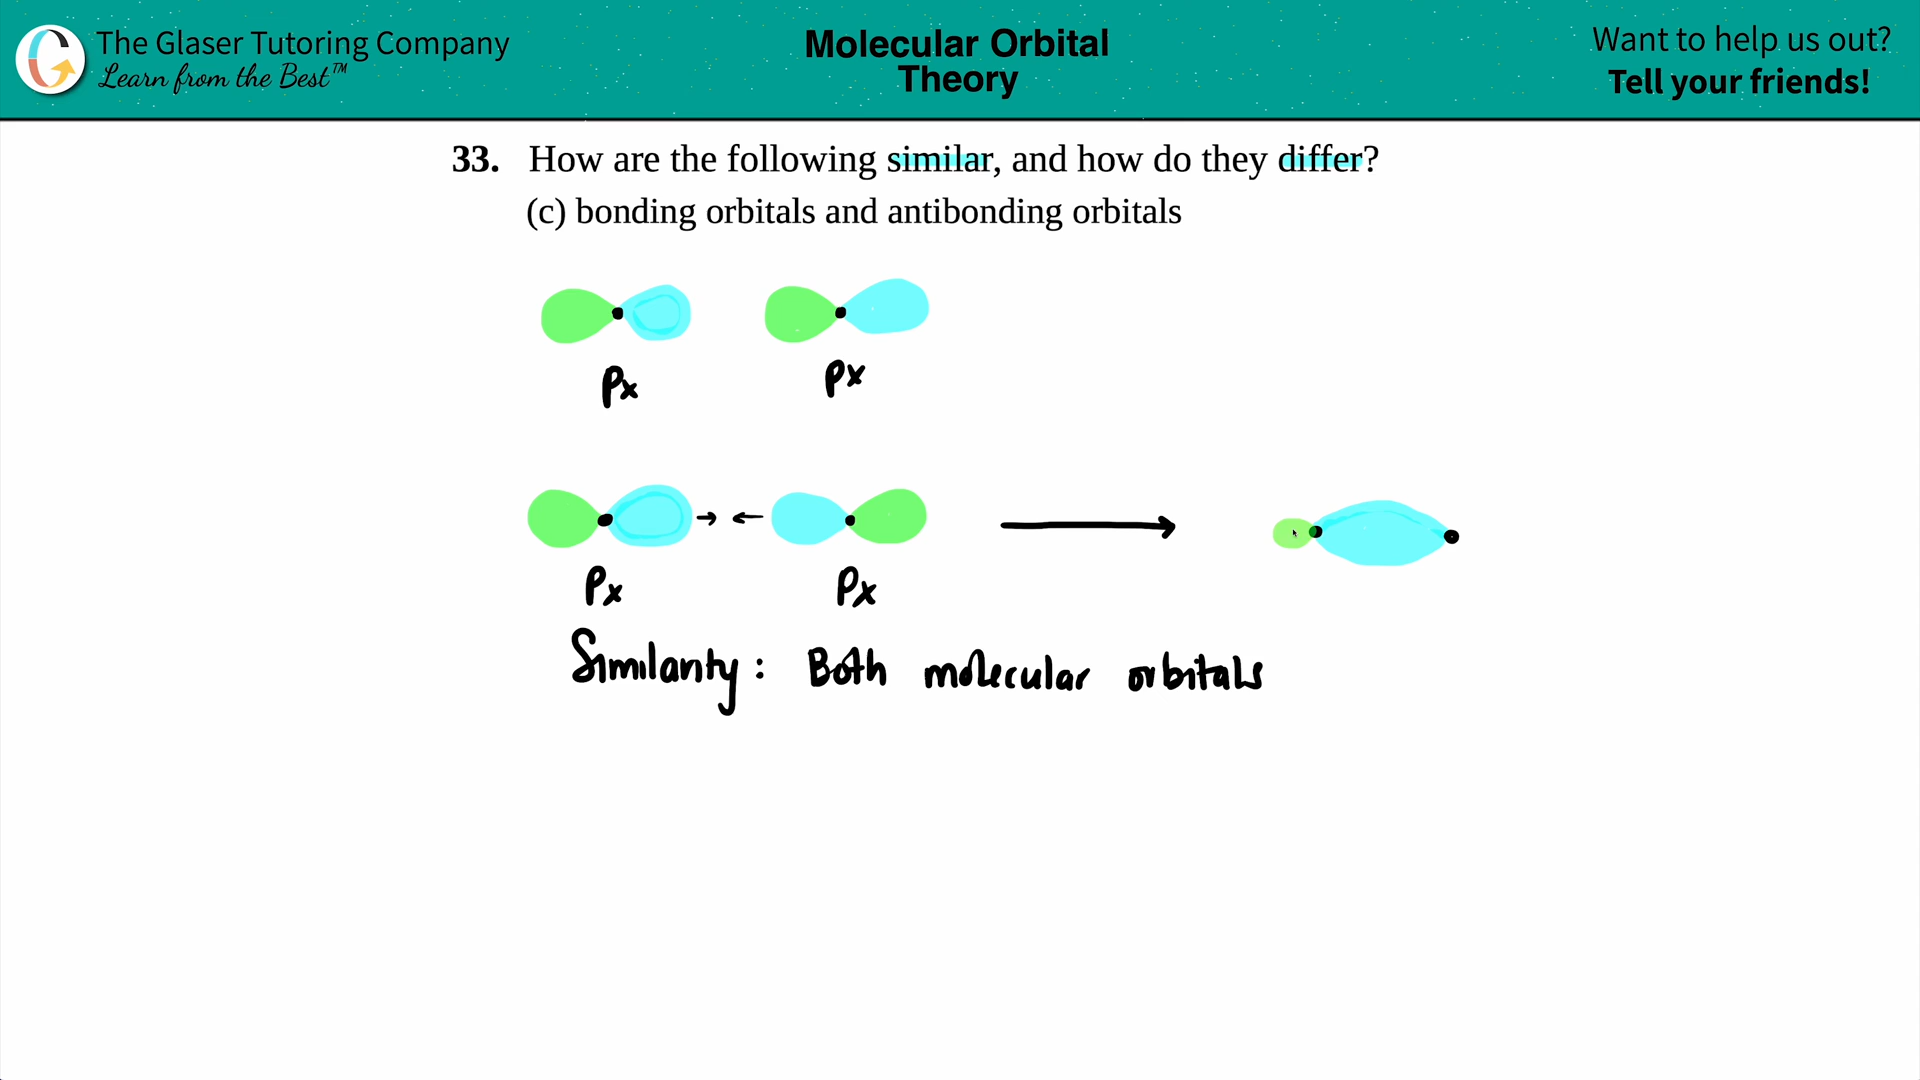 The Glaser Tutoring Company
Learn from the Best™
Molecular Orbital
Theory
Want to help us out?
Tell your friends!
33. How are the following similar, and how do they differ?
(c) bonding orbitals and antibonding orbitals
Px Px
Px Px
Similarity: Both molecular orbitals